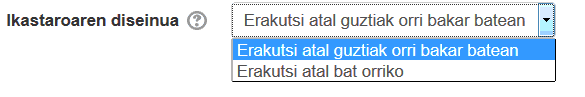 Ikastaroaren diseinua ? Erakutsi atal guztiak orri bakar batean
Erakutsi atal guztiak orri bakar batean
Erakutsi atal bat orriko